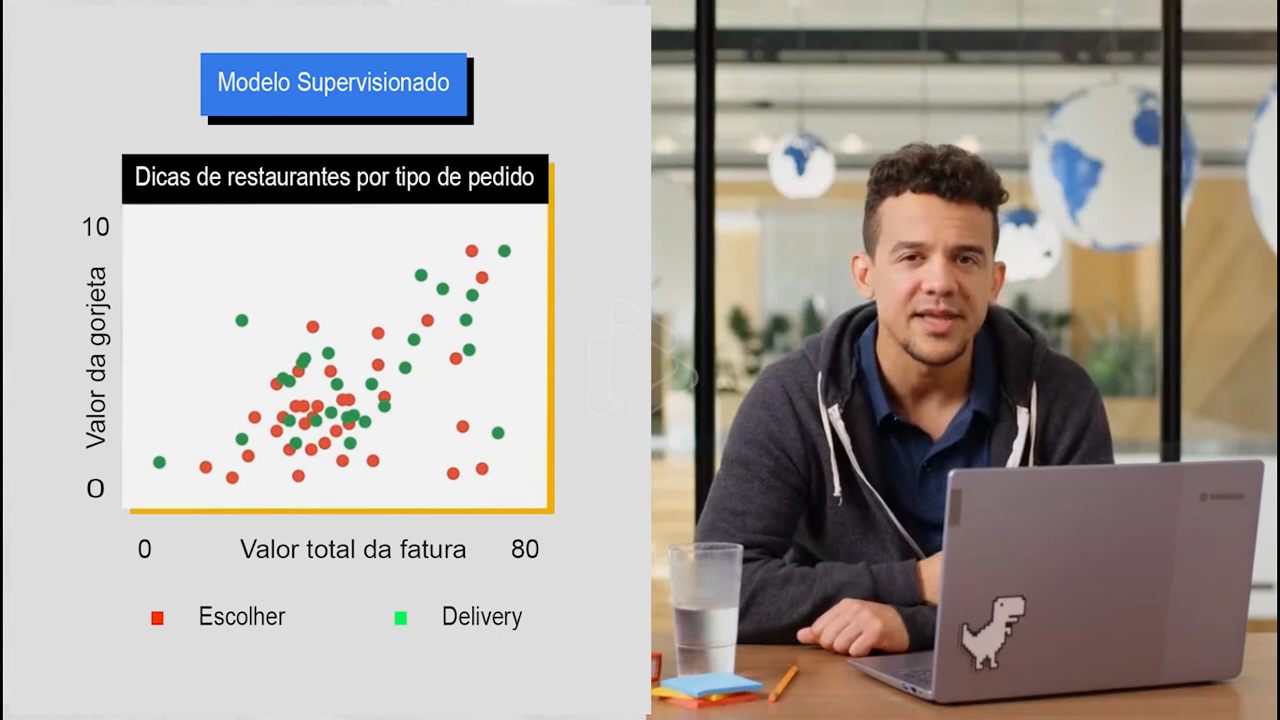 Modelo Supervisionado
Dicas de restaurantes por tipo de pedido
10
Valor da gorjeta
O
0
Valor total da fatura
80
Escolher
Delivery